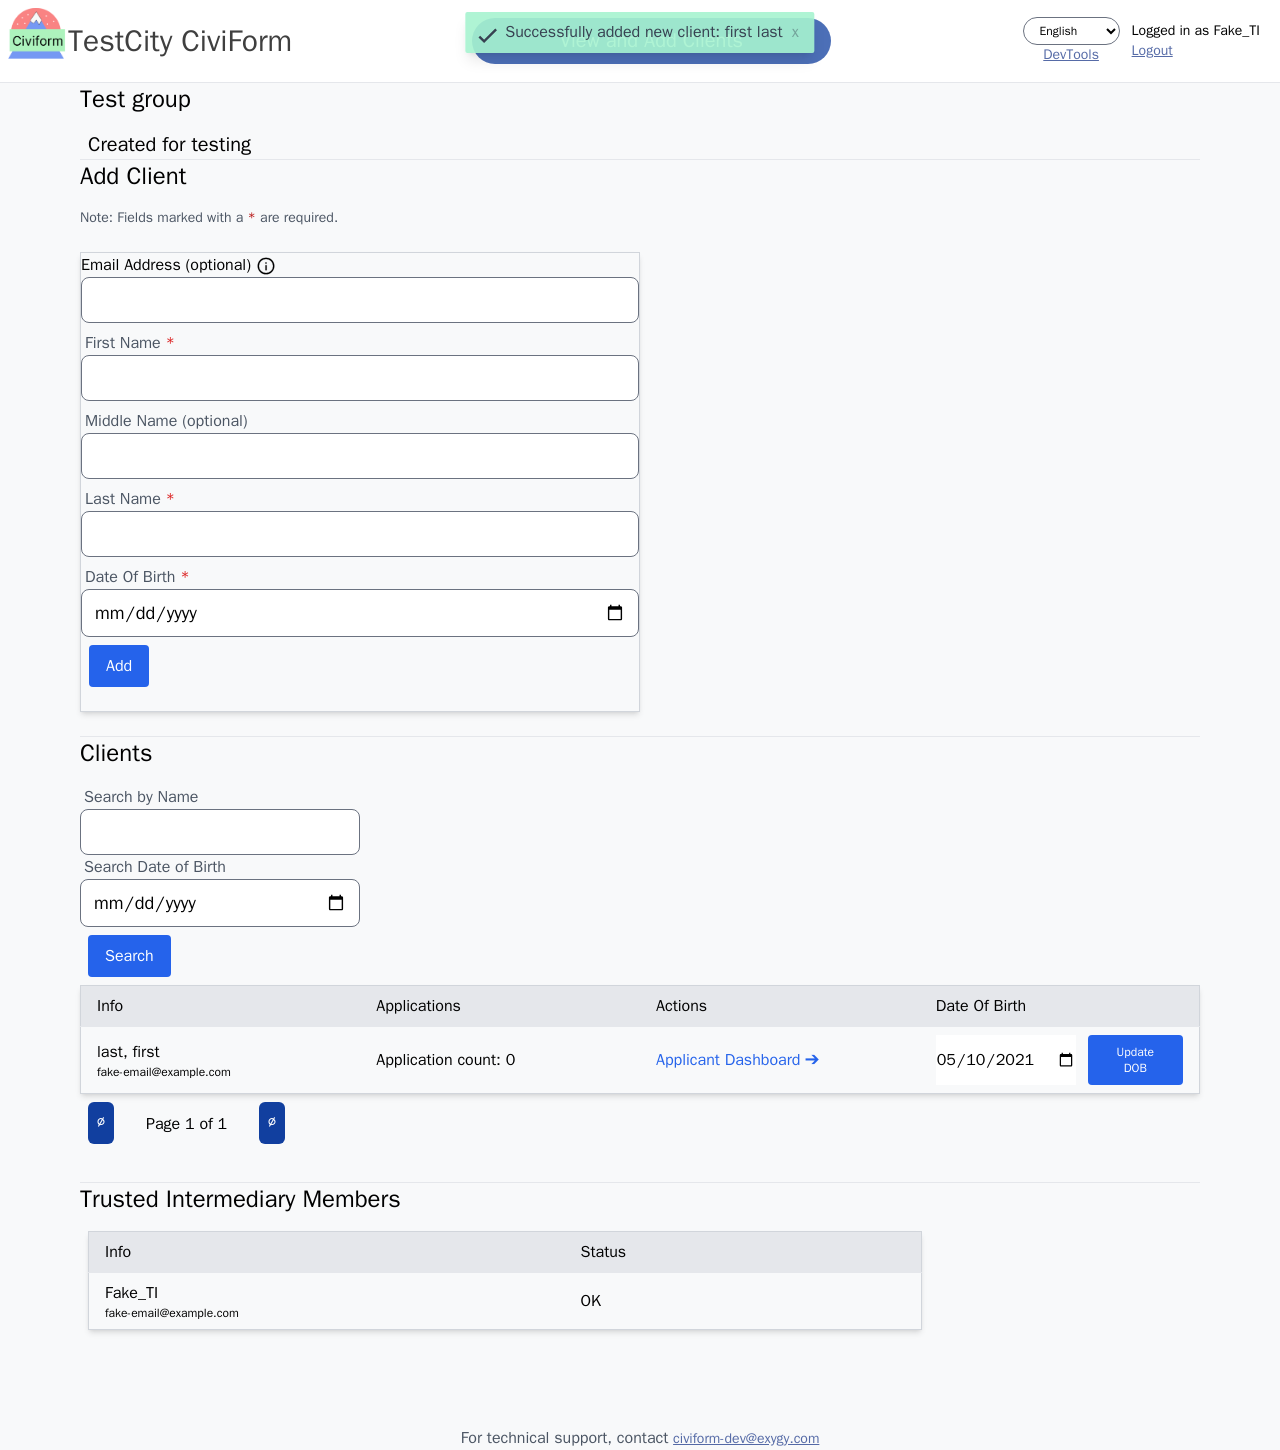 Civiform
TestCity CiviForm
View and Add Clients
Successfully added new client: first last x
English
DevTools
Logged in as Fake_TI
Logout
Test group
Created for testing
Add Client
Note: Fields marked with a * are required.
Email Address (optional)
First Name *
Middle Name (optional)
Last Name *
Date Of Birth *
mm/dd/yyyy
Add
Clients
Search by Name
Search Date of Birth
mm/dd/yyyy
Search
Info Applications Actions Date Of Birth
last, first
fake-email@example.com
Application count: 0
Applicant Dashboard ➔
05/10/2021
Update
DOB
∅ Page 1 of 1 ∅
Trusted Intermediary Members
Info Status
Fake_TI
fake-email@example.com
OK
For technical support, contact civiform-dev@exygy.com